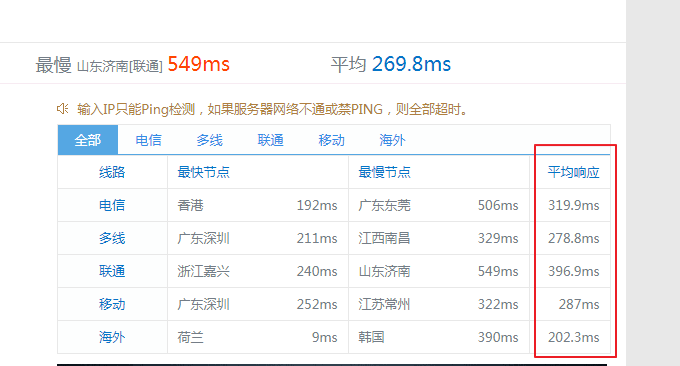 最慢 山东济南[联通] 549ms 平均 269.8ms
输入IP只能Ping检测，如果服务器网络不通或禁PING，则全部超时。
全部 电信 多线 联通 移动 海外
线路 最快节点 最慢节点 平均响应
电信 香港 192ms 广东东莞 506ms 319.9ms
多线 广东深圳 211ms 江西南昌 329ms 278.8ms
联通 浙江嘉兴 240ms 山东济南 549ms 396.9ms
移动 广东深圳 252ms 江苏常州 322ms 287ms
海外 荷兰 9ms 韩国 390ms 202.3ms